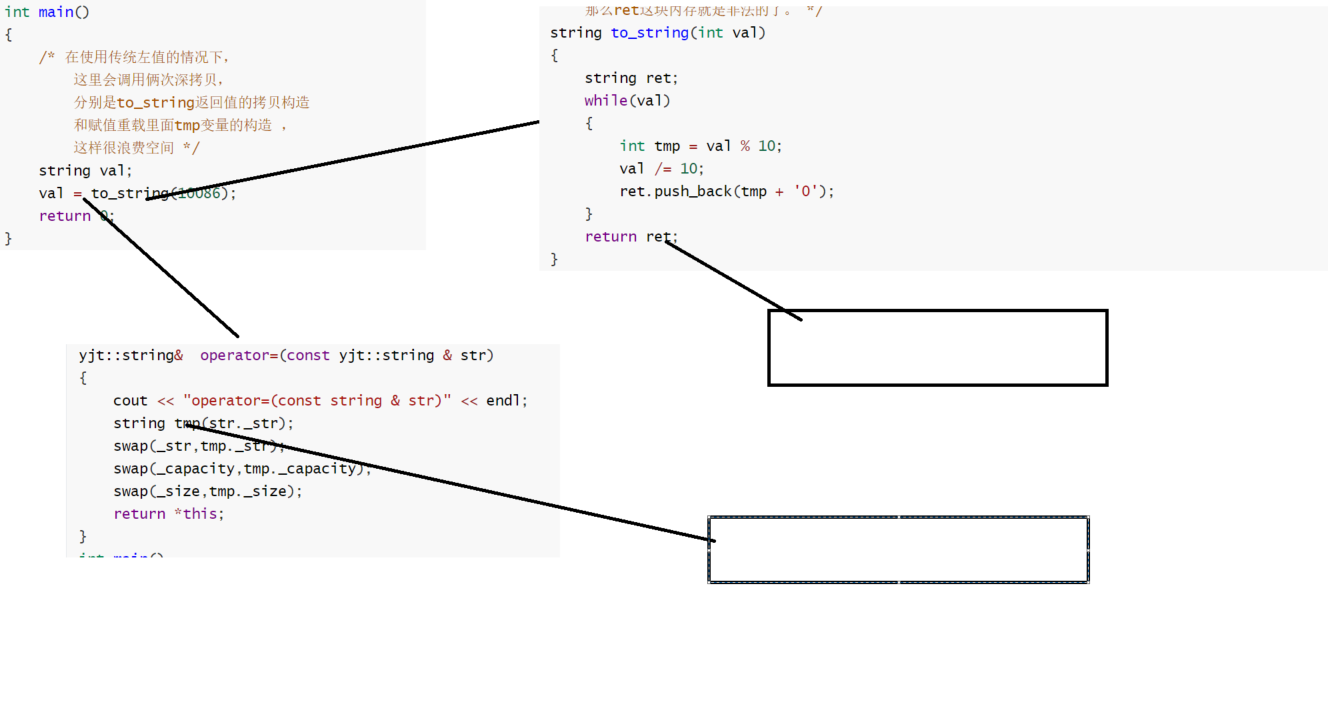 int main()
{
/* 在使用传统左值的情况下，
这里会调用俩次深拷贝，
分别是to_string返回值的拷贝构造
和赋值重载里面tmp变量的构造 ，
这样很浪费空间 */
string val;
val = to_string(10086);
return 0;
}
那么ret这块内存就是非法的了。 */
string to_string(int val)
{
string ret;
while(val)
{
int tmp = val % 10;
val /= 10;
ret.push_back(tmp + '0');
}
return ret;
}
yjt::string&  operator=(const yjt::string & str)
{
cout << "operator=(const string & str)" << endl;
string tmp(str._str);
swap(_str,tmp._str);
swap(_capacity,tmp._capacity);
swap(_size,tmp._size);
return *this;
}
int main()